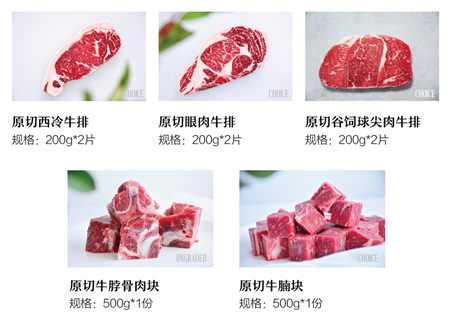 CHOICE
CHOICE
CHOICE
原切西冷牛排
原切眼肉牛排
原切谷饲球尖肉牛排
规格：200g*2片
规格：200g*2片
规格：200g*2片
UNGRADED
CHOICE
原切牛脖骨肉块
原切牛腩块
规格：500g*1份
规格：500g*1份